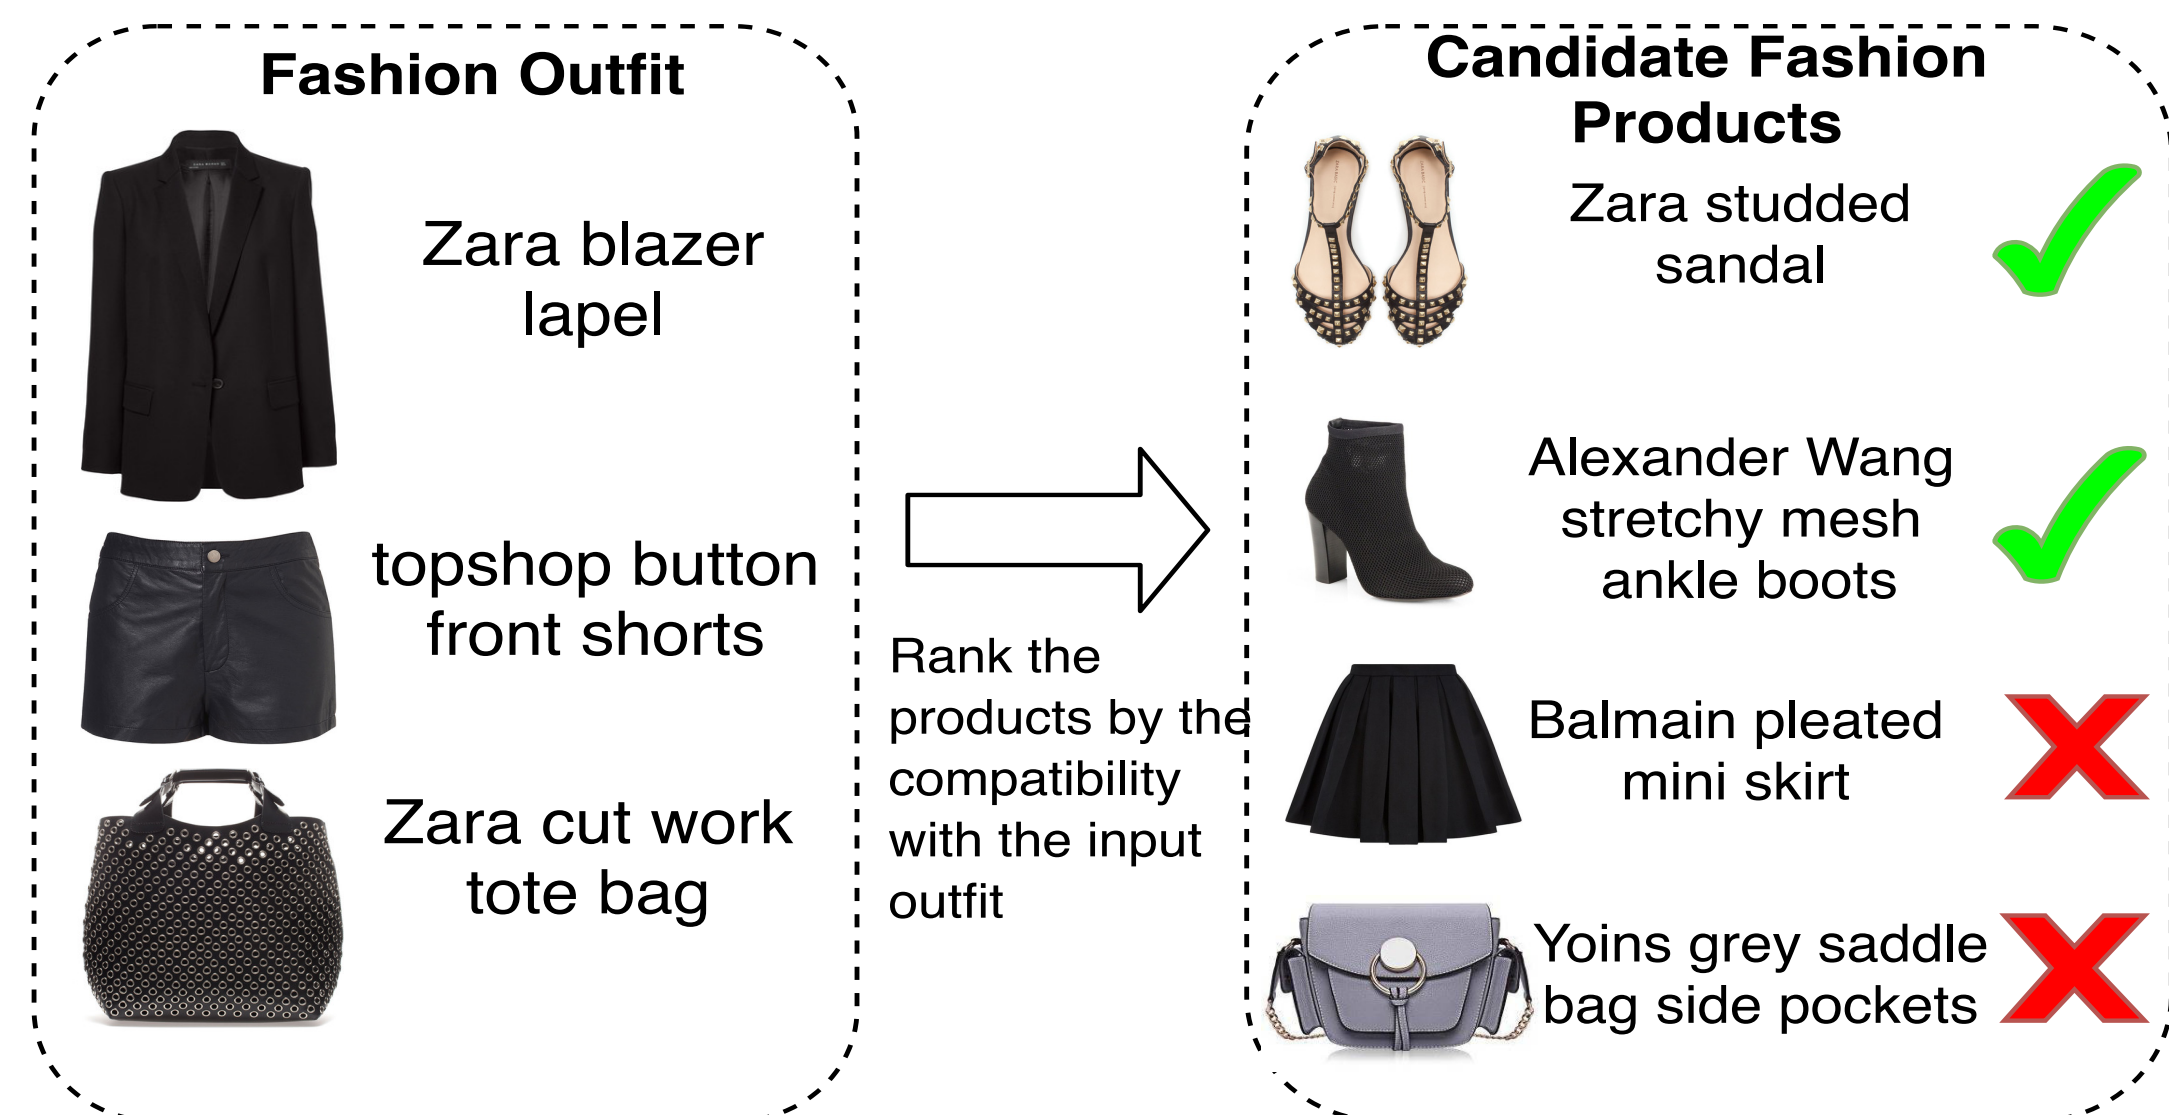 Fashion Outfit
Zara blazer
lapel
topshop button
front shorts
Zara cut work
tote bag
Rank the
products by the
compatibility
with the input
outfit
Candidate Fashion
Products
Zara studded
sandal
Alexander Wang
stretchy mesh
ankle boots
Balmain pleated
mini skirt
Yoins grey saddle
bag side pockets